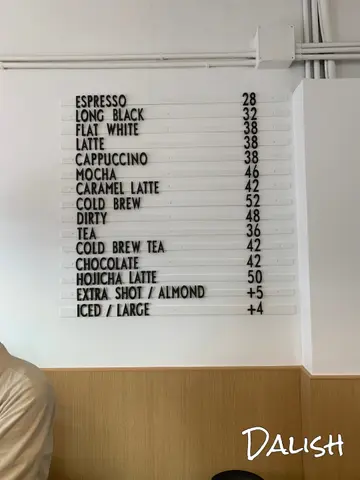 ESPRESSO 28
LONG BLACK 32
FLAT WHITE 38
LATTE 38
CAPPUCCINO 38
MOCHA 46
CARAMEL LATTE 42
COLD BREW 52
DIRTY 48
TEA 36
COLD BREW TEA 42
CHOCOLATE 42
HOJICHA LATTE 50
EXTRA SHOT / ALMOND +5
ICED / LARGE +4
DALISH